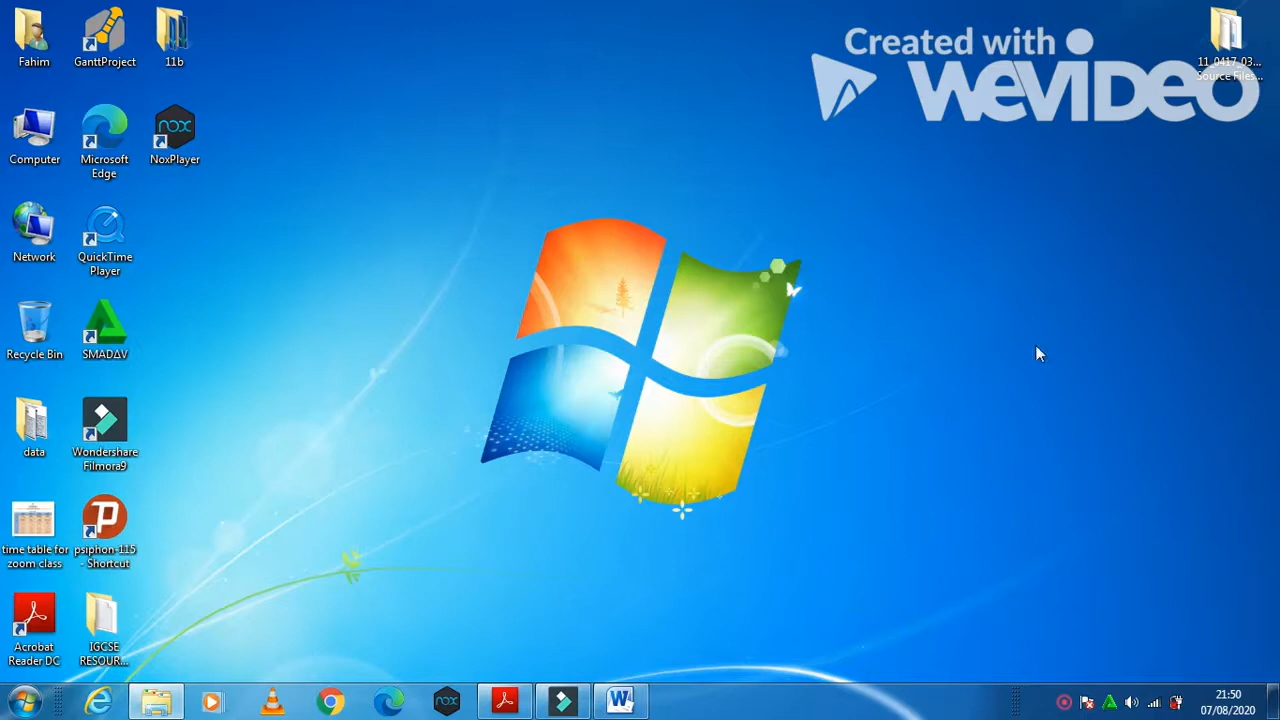 Created with
WEVIDEO
Fahim
GanttProject
11b
11_0417_03...
Source Files...
Computer
Microsoft
Edge
NoxPlayer
nox
Network
QuickTime
Player
Recycle Bin
SMADΔV
data
Wondershare
Filmora9
time table for
zoom class
psiphon-115
- Shortcut
Acrobat
Reader DC
IGCSE
RESOUR...
21:50
07/08/2020